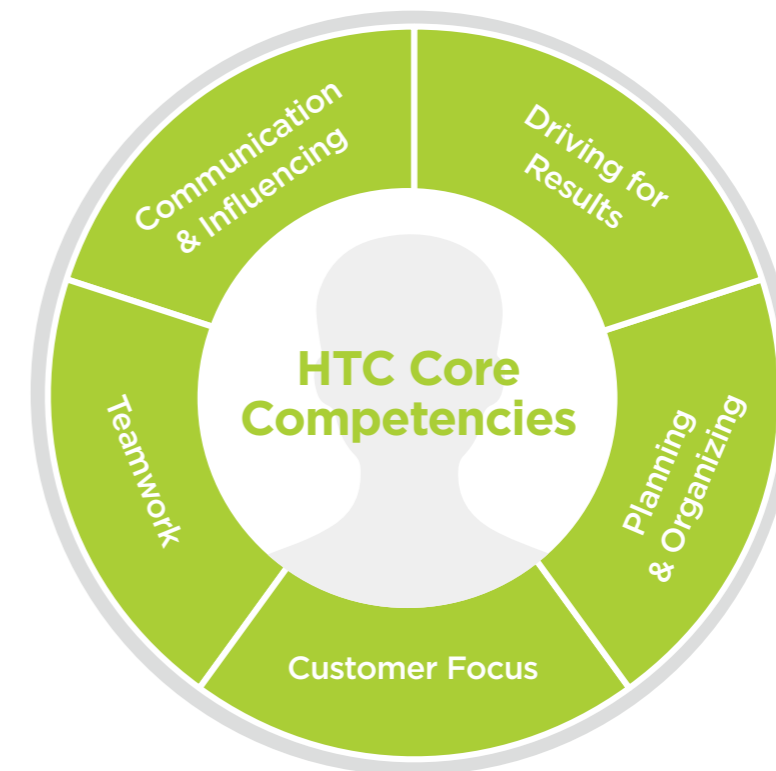 HTC Core
Competencies
Driving for
Results
Planning
& Organizing
Customer Focus
Teamwork
Communication
& Influencing